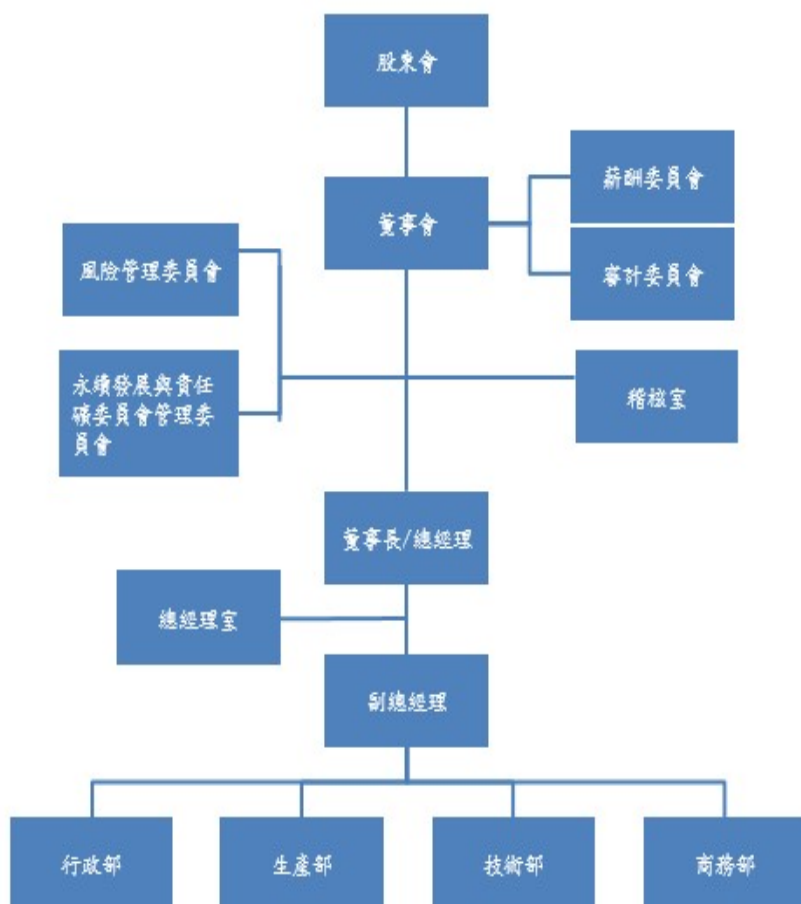 股東會
薪酬委員會
董事會
風險管理委員會
審計委員會
永續發展與責任
礦委員會管理委
員會
稽核室
董事長/總經理
總經理室
副總經理
行政部
生產部
技術部
商務部